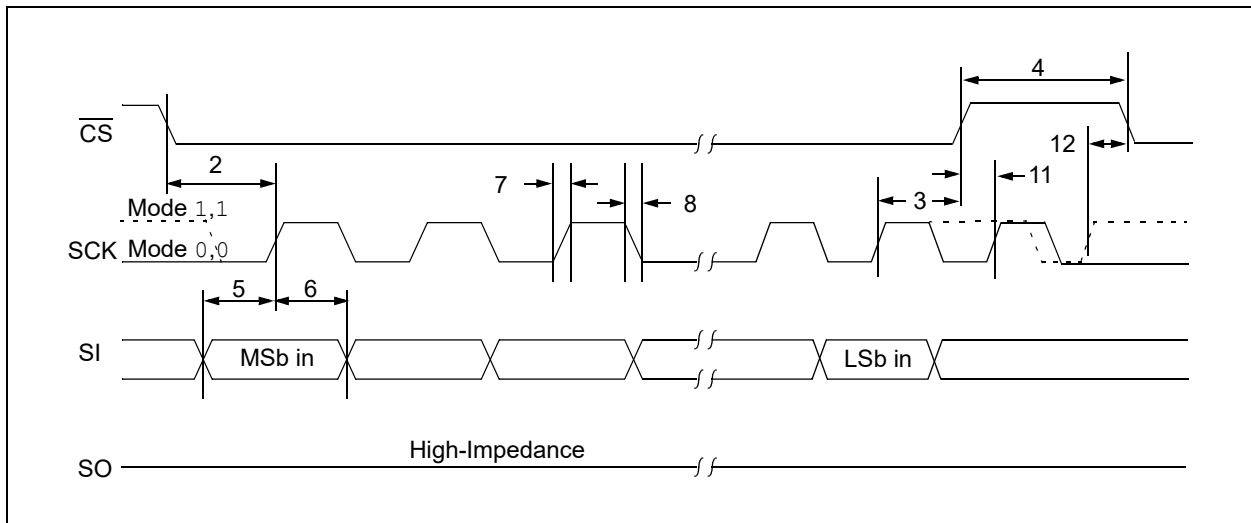 4
CS
12
2
7
8
3
11
Mode 1,1
SCK Mode 0,0
5
6
SI
MSb in
LSb in
High-Impedance
SO